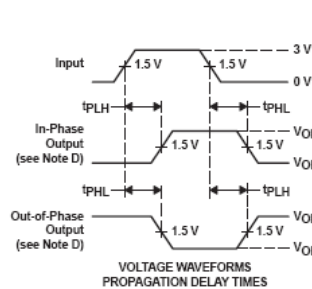 3 V
Input
1.5 V
1.5 V
0 V
tPLH
tPHL
In-Phase
Output
(see Note D)
1.5 V
1.5 V
tPHL
tPLH
Out-of-Phase
Output
(see Note D)
1.5 V
1.5 V
VOLTAGE WAVEFORMS
PROPAGATION DELAY TIMES